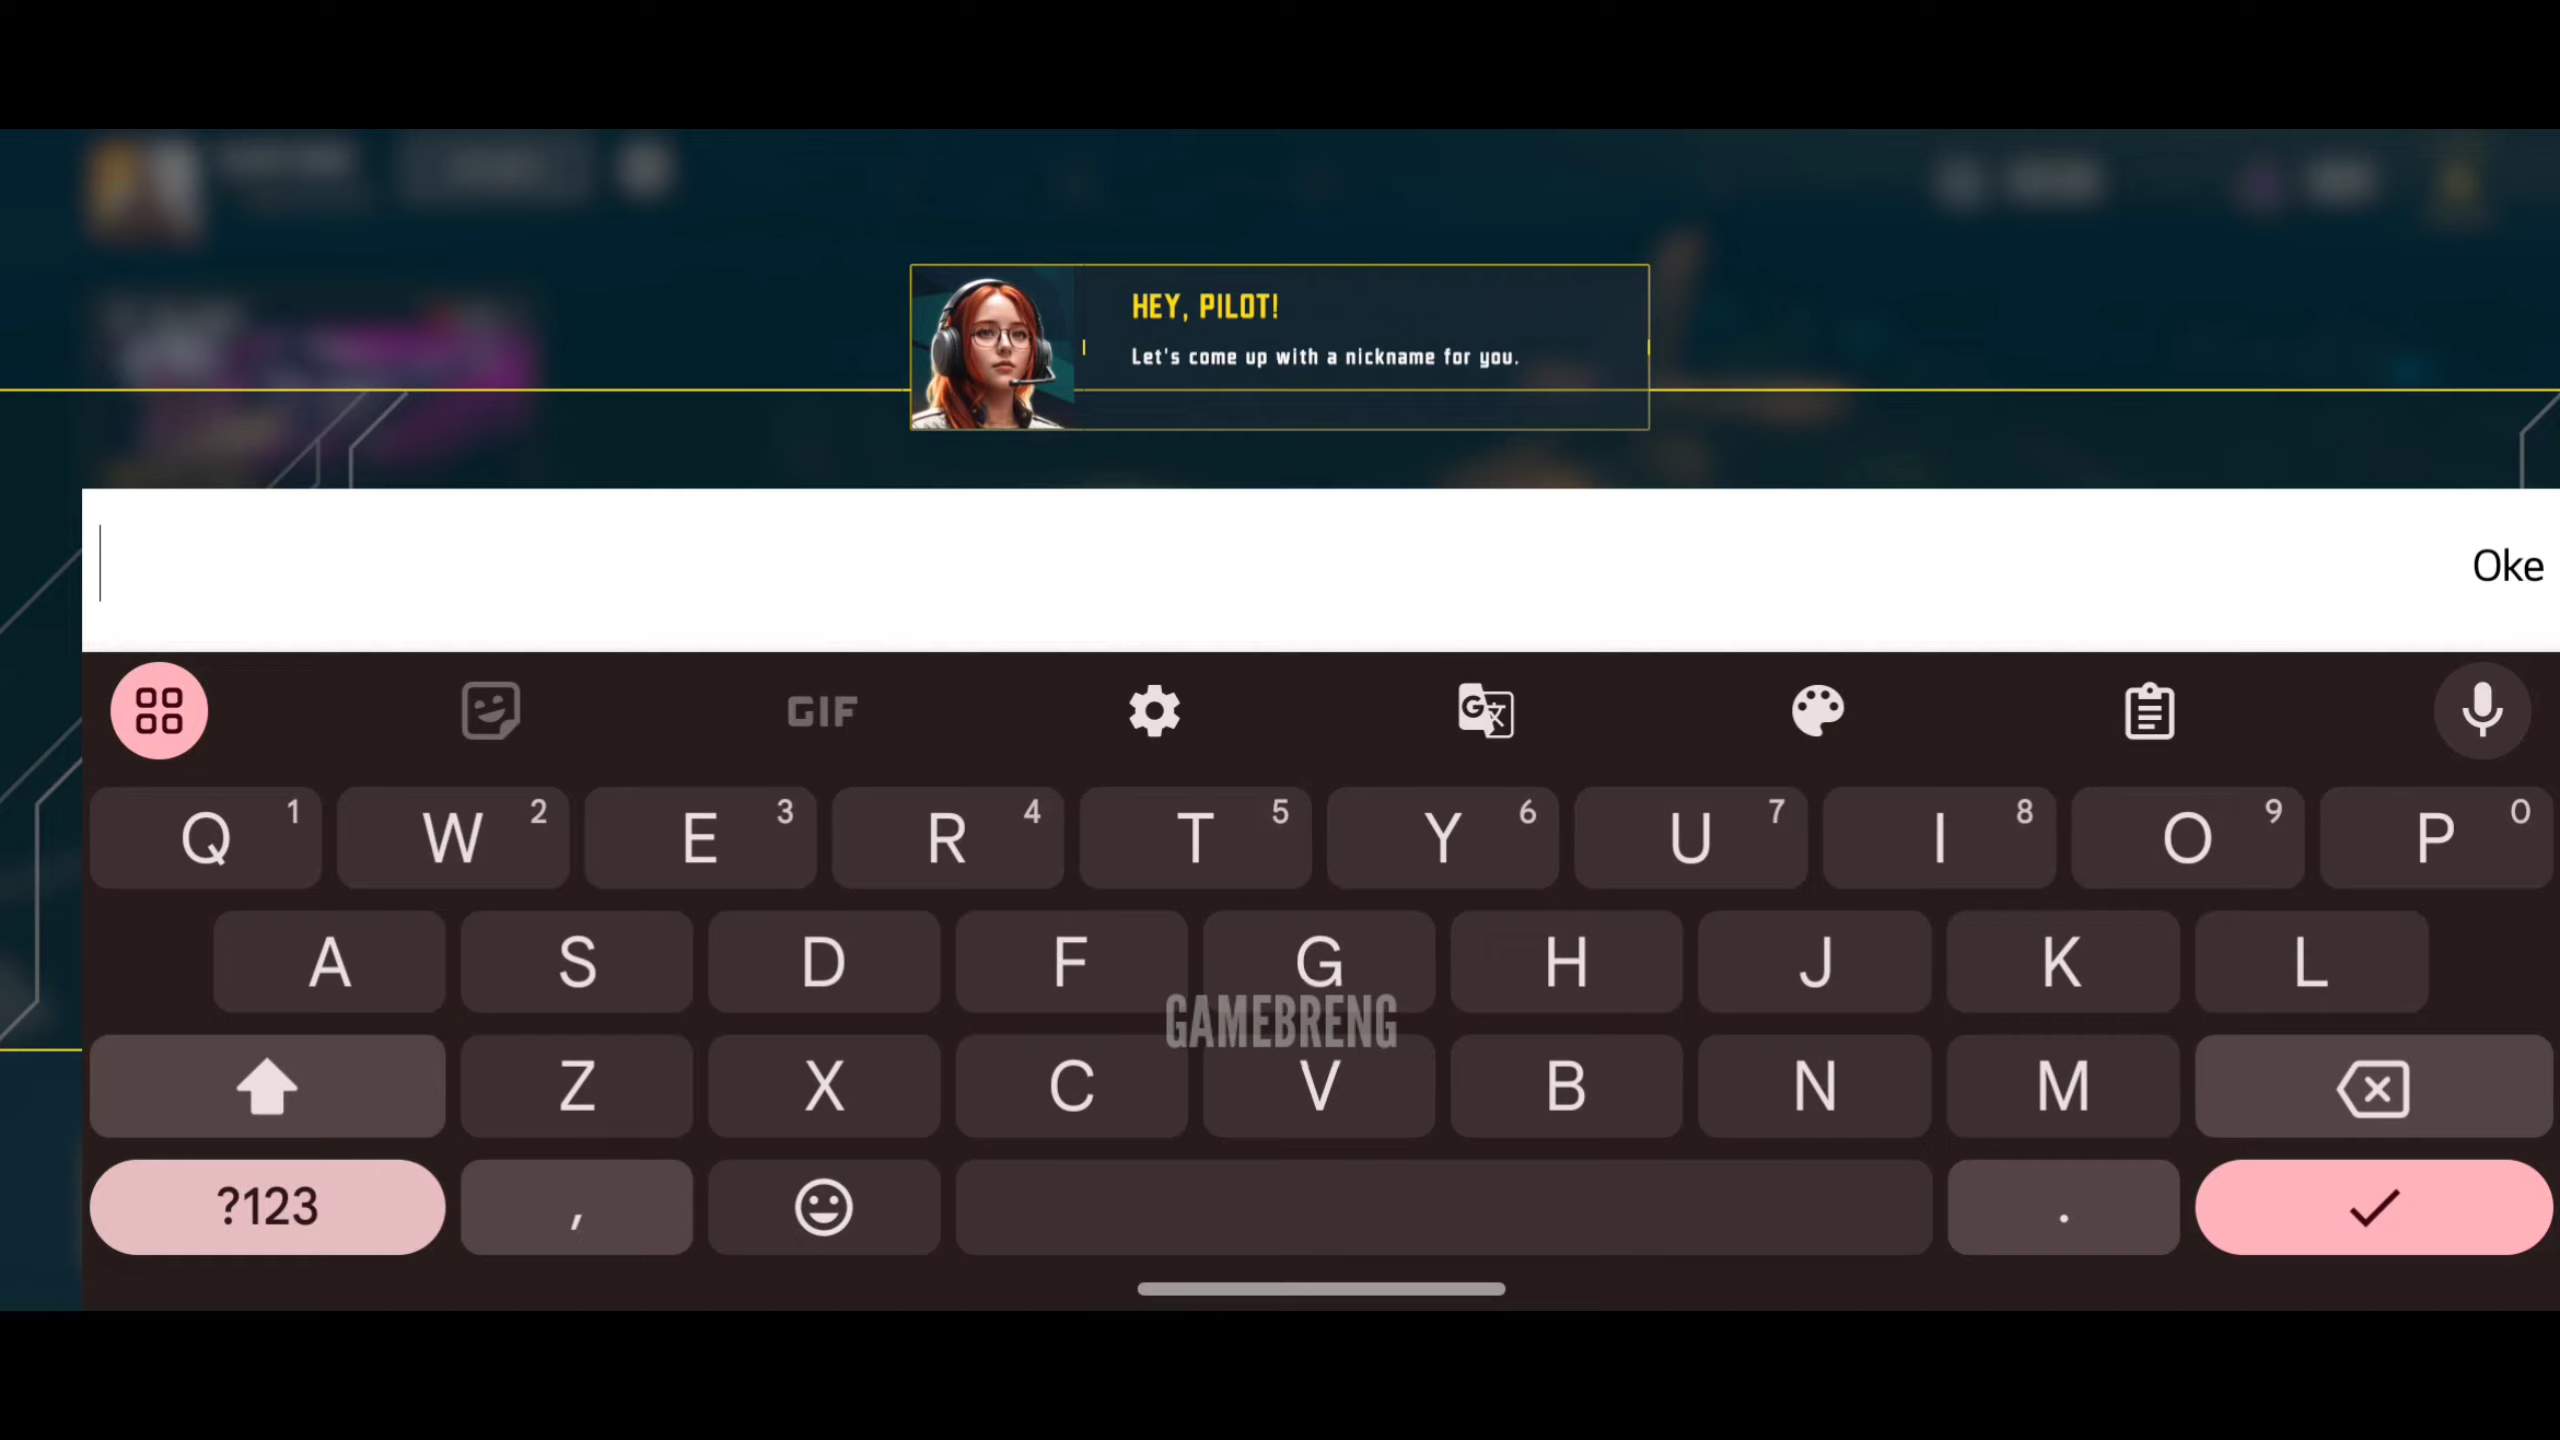 HEY, PILOT!
Let's come up with a nickname for you.
Oke
GIF
Q 1 W 2 E 3 R 4 T 5 Y 6 U 7 I 8 O 9 P 0
A S D F G H J K L
GAMEBRENG
Z X C V B N M
?123 , .